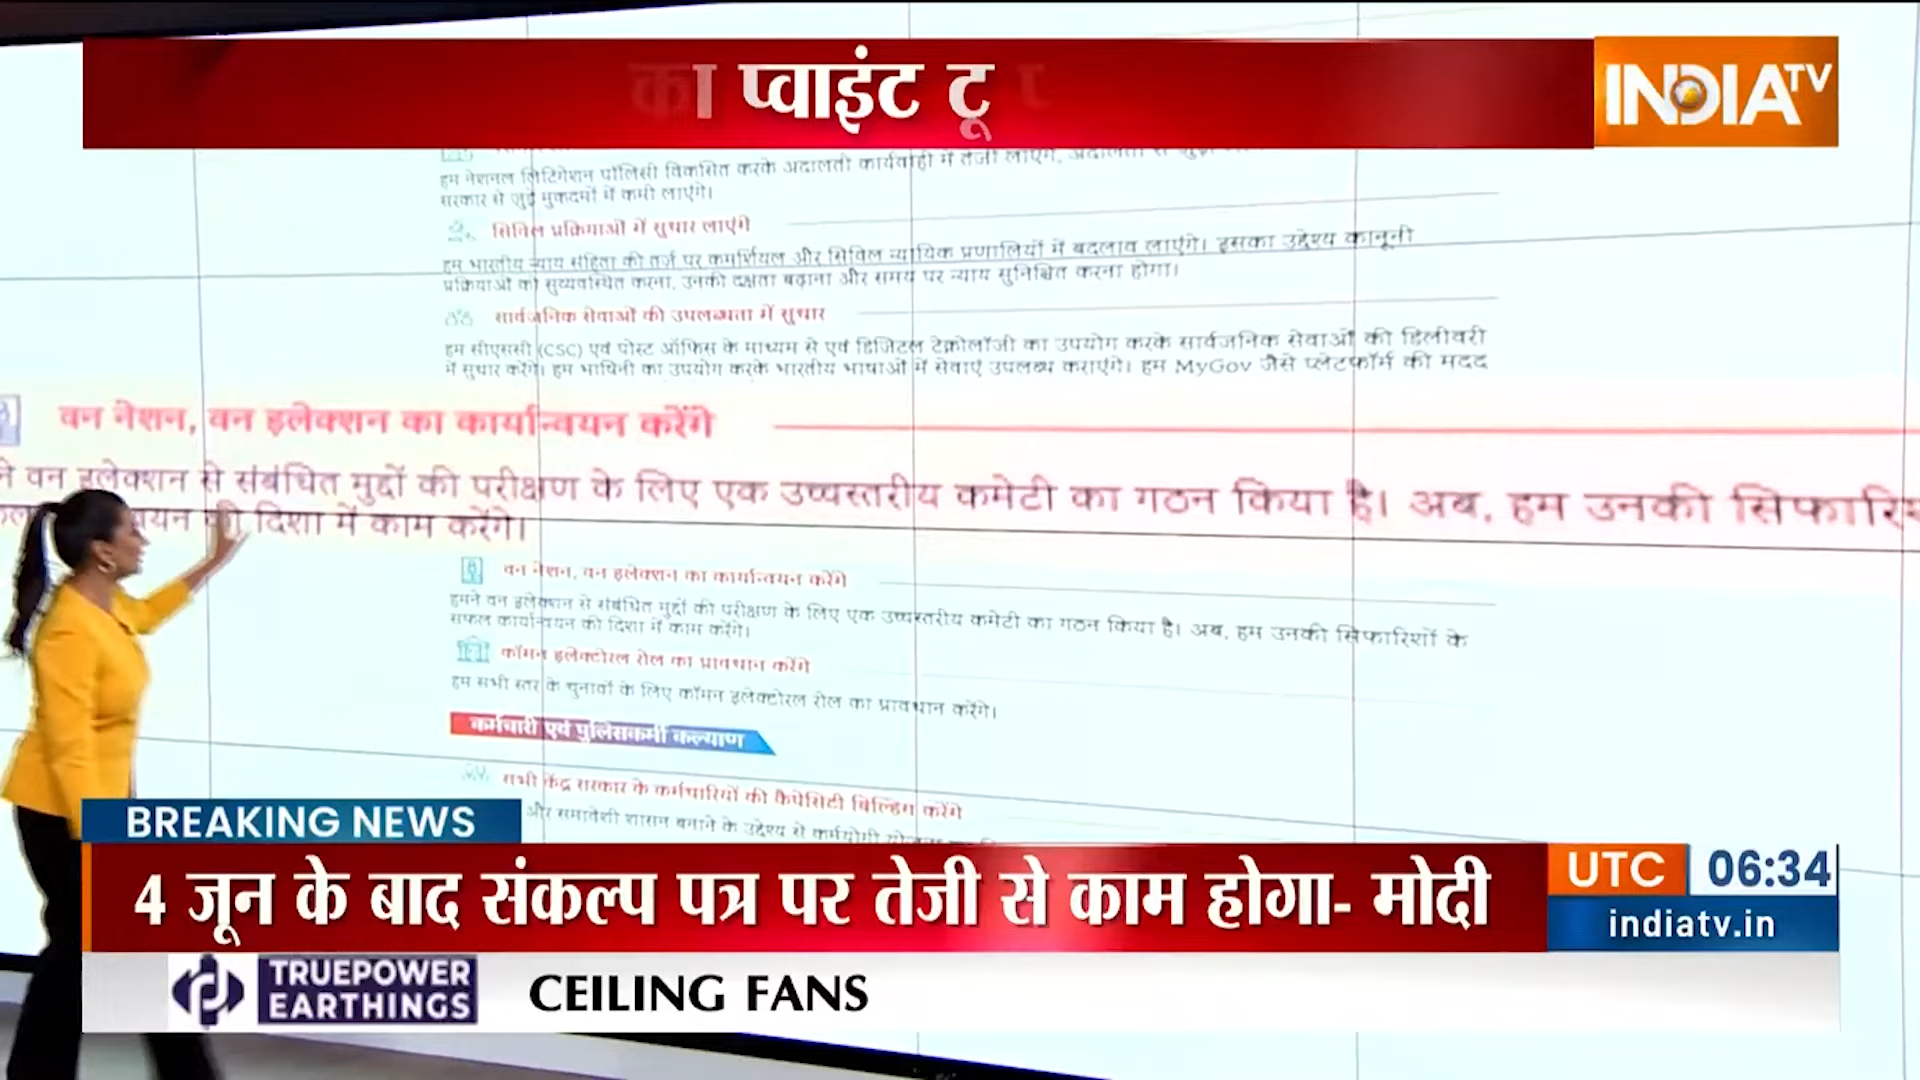 का प्वाइंट टू
INDIA TV
हम नेशनल लिटिगेशन पॉलिसी विकसित करके अदालती कार्यवाही में तेजी लाएंगे,
सरकार से जुड़े मुकदमों में कमी लाएंगे।
सिविल प्रक्रियाओं में सुधार लाएंगे
हम भारतीय न्याय संहिता की तर्ज पर कमर्शियल और सिविल न्यायिक प्रणालियों में बदलाव लाएंगे। इसका उद्देश्य कानूनी
प्रक्रियाओं को सुव्यवस्थित करना, उनकी दक्षता बढ़ाना और समय पर न्याय सुनिश्चित करना होगा।
सार्वजनिक सेवाओं की उपलब्धता में सुधार
हम सीएससी (CSC) एवं पोस्ट ऑफिस के माध्यम से एवं डिजिटल टेक्नोलॉजी का उपयोग करके सार्वजनिक सेवाओं की डिलीवरी
में सुधार करेंगे। हम भाषिनी का उपयोग करके भारतीय भाषाओं में सेवाएं उपलब्ध कराएंगे। हम MyGov जैसे प्लेटफॉर्म की मदद
वन नेशन, वन इलेक्शन का कार्यान्वयन करेंगे
ने वन इलेक्शन से संबंधित मुद्दों की परीक्षण के लिए एक उच्चस्तरीय कमेटी का गठन किया है। अब, हम उनकी
की दिशा में काम करेंगे।
वन नेशन, वन इलेक्शन का कार्यान्वयन करेंगे
हमने वन इलेक्शन से संबंधित मुद्दों की परीक्षण के लिए एक उच्चस्तरीय कमेटी का गठन किया है। अब, हम उनकी सिफारिशों के
सफल कार्यान्वयन की दिशा में काम करेंगे।
कॉमन इलेक्टोरल रोल का प्रावधान करेंगे
हम सभी स्तर के चुनावों के लिए कॉमन इलेक्टोरल रोल का प्रावधान करेंगे।
कर्मचारी एवं पुलिसकर्मी कल्याण
सभी केंद्र सरकार के कर्मचारियों की कैपेसिटी बिल्डिंग करेंगे
और समावेशी शासन बनाने के उद्देश्य से कर्मयोगी
BREAKING NEWS
4 जून के बाद संकल्प पत्र पर तेजी से काम होगा- मोदी
UTC 06:34
indiatv.in
TRUEPOWER
EARTHINGS
CEILING FANS